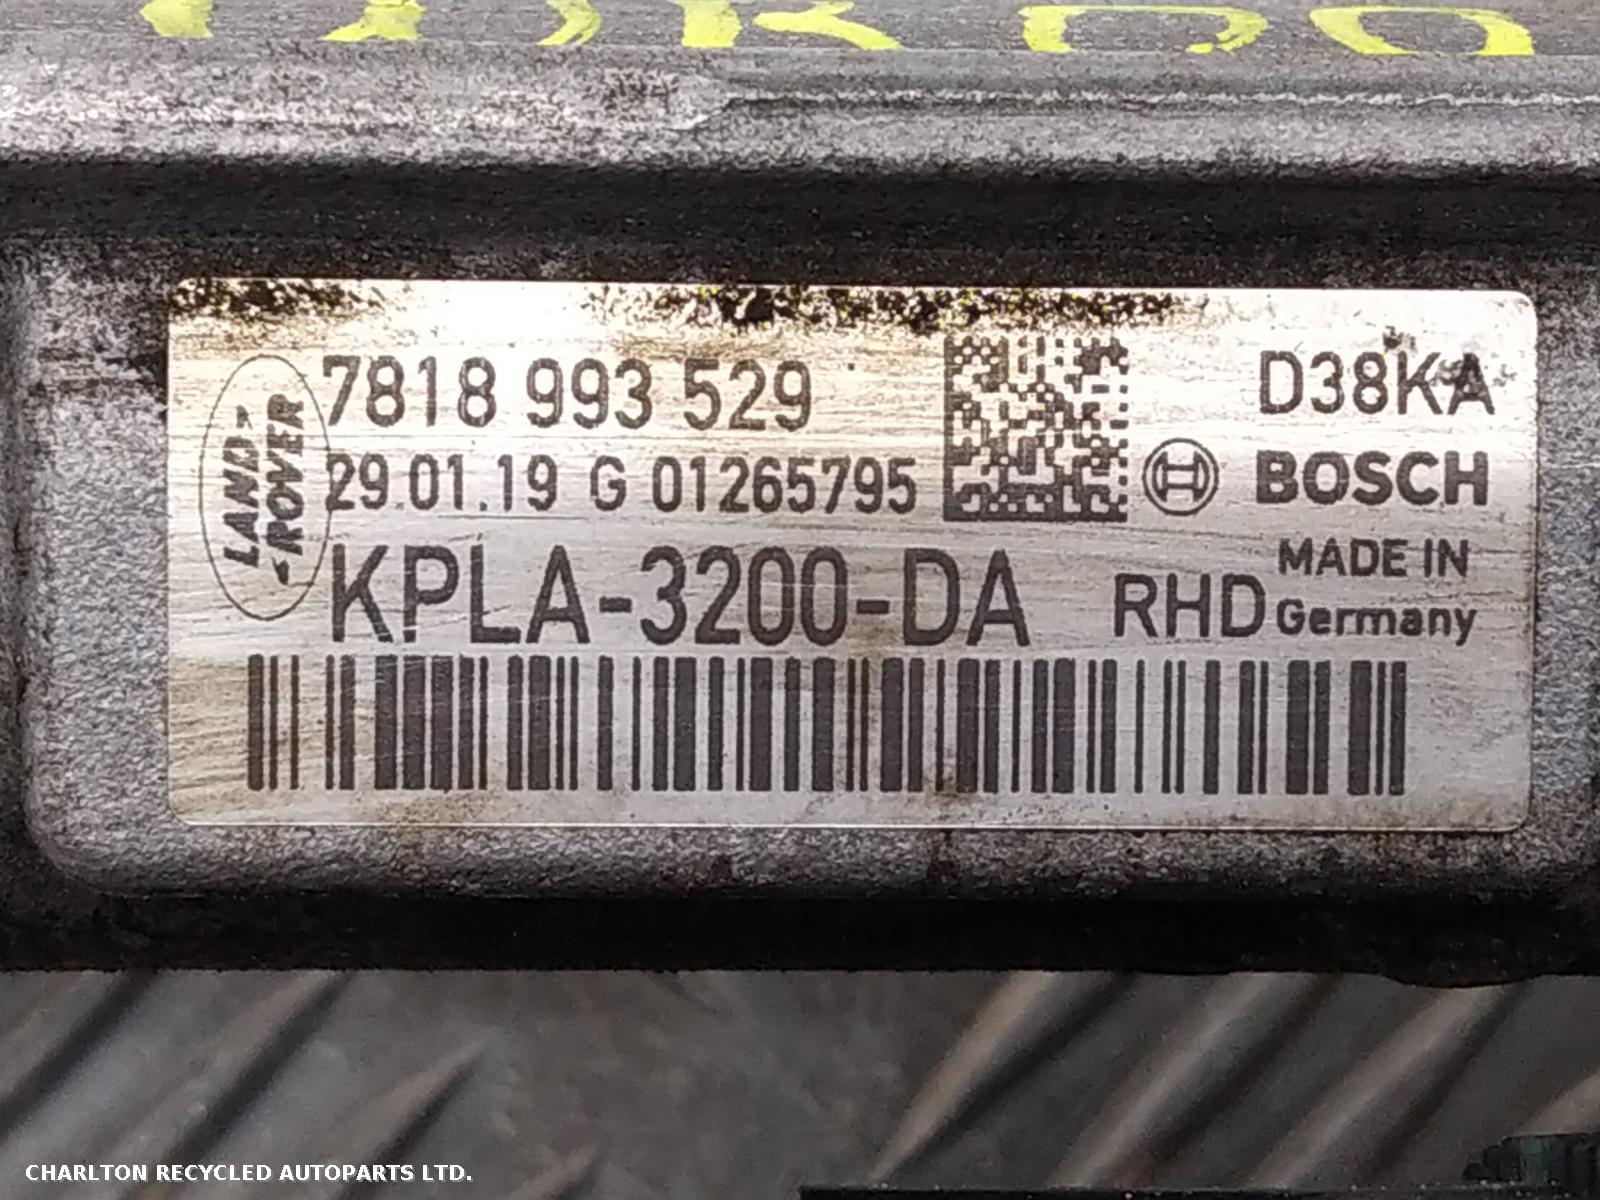 7818 993 529
D38KA
29.01.19 G 01265795
BOSCH
LAND
ROVER
KPLA-3200-DA RHD
MADE IN
Germany
CHARLTON RECYCLED AUTOPARTS LTD.